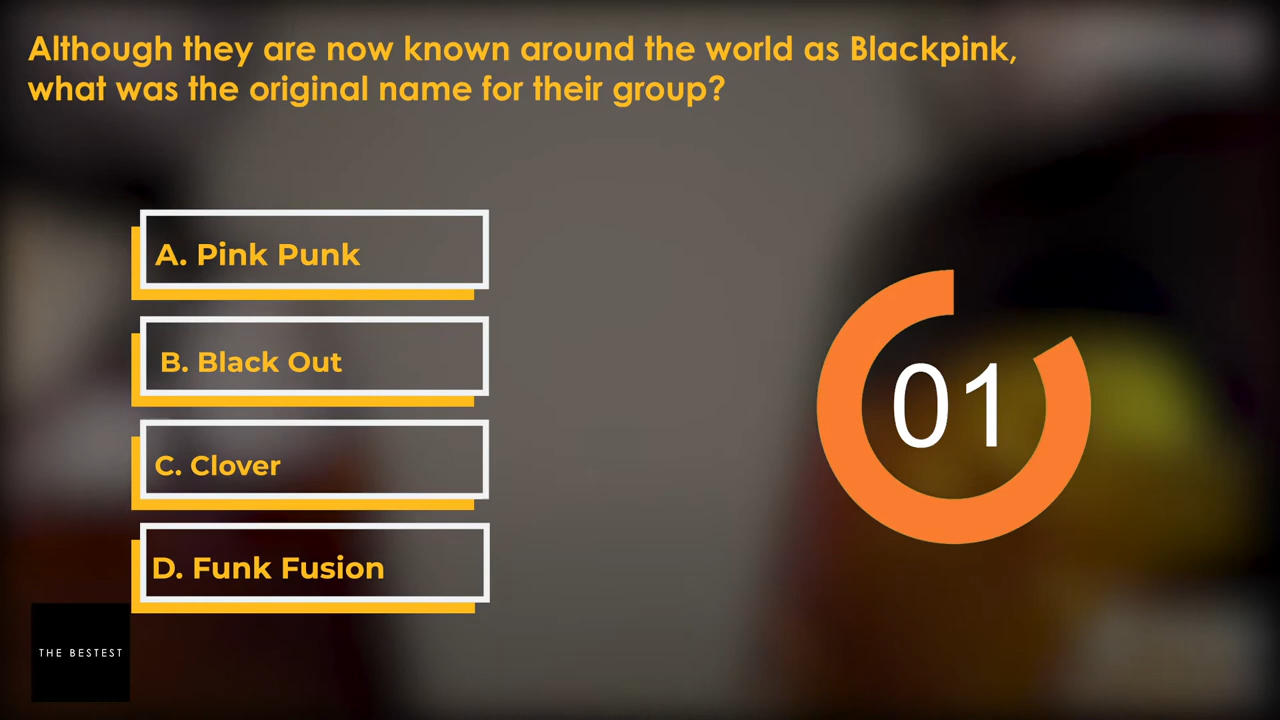 Although they are now known around the world as Blackpink,
what was the original name for their group?
A. Pink Punk
B. Black Out
C. Clover
D. Funk Fusion
01
THE BESTEST